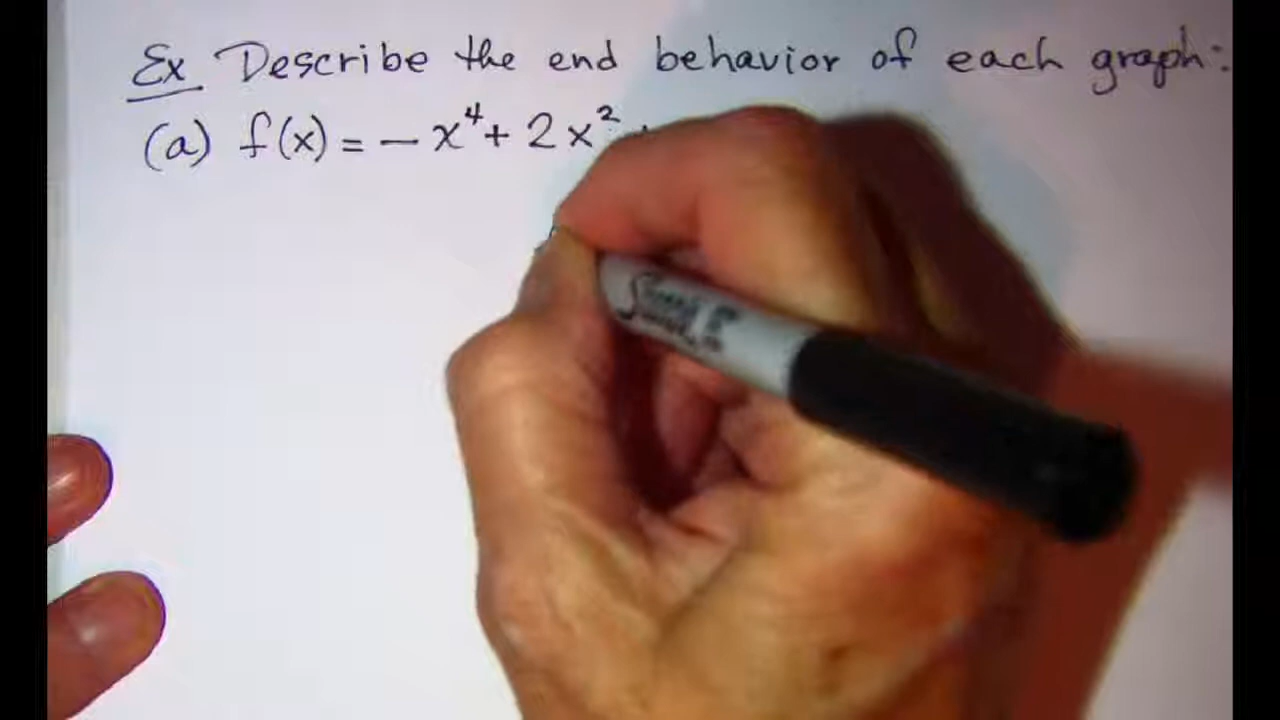 Ex Describe the end behavior of each graph:
(a) f(x) = - x⁴ + 2x²